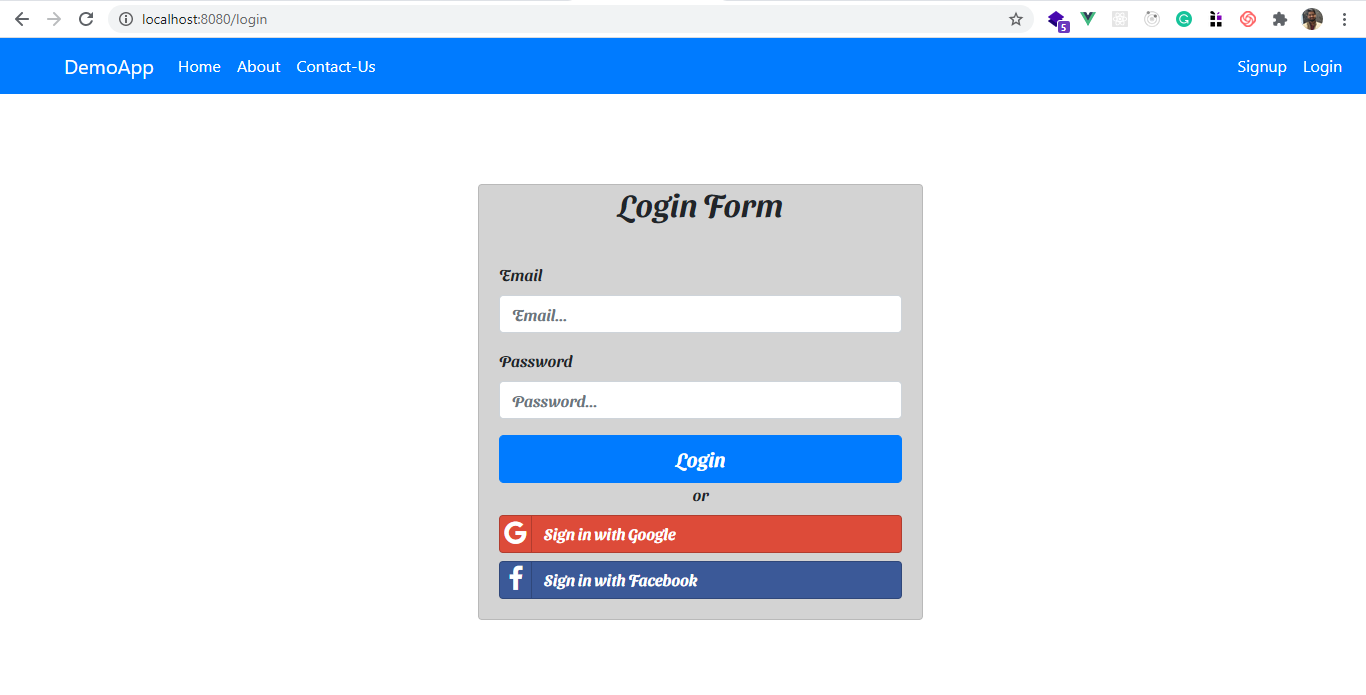 localhost:8080/login
5
DemoApp Home About Contact-Us Signup Login
Login Form
Email
Email...
Password
Password...
Login
or
G Sign in with Google
f Sign in with Facebook